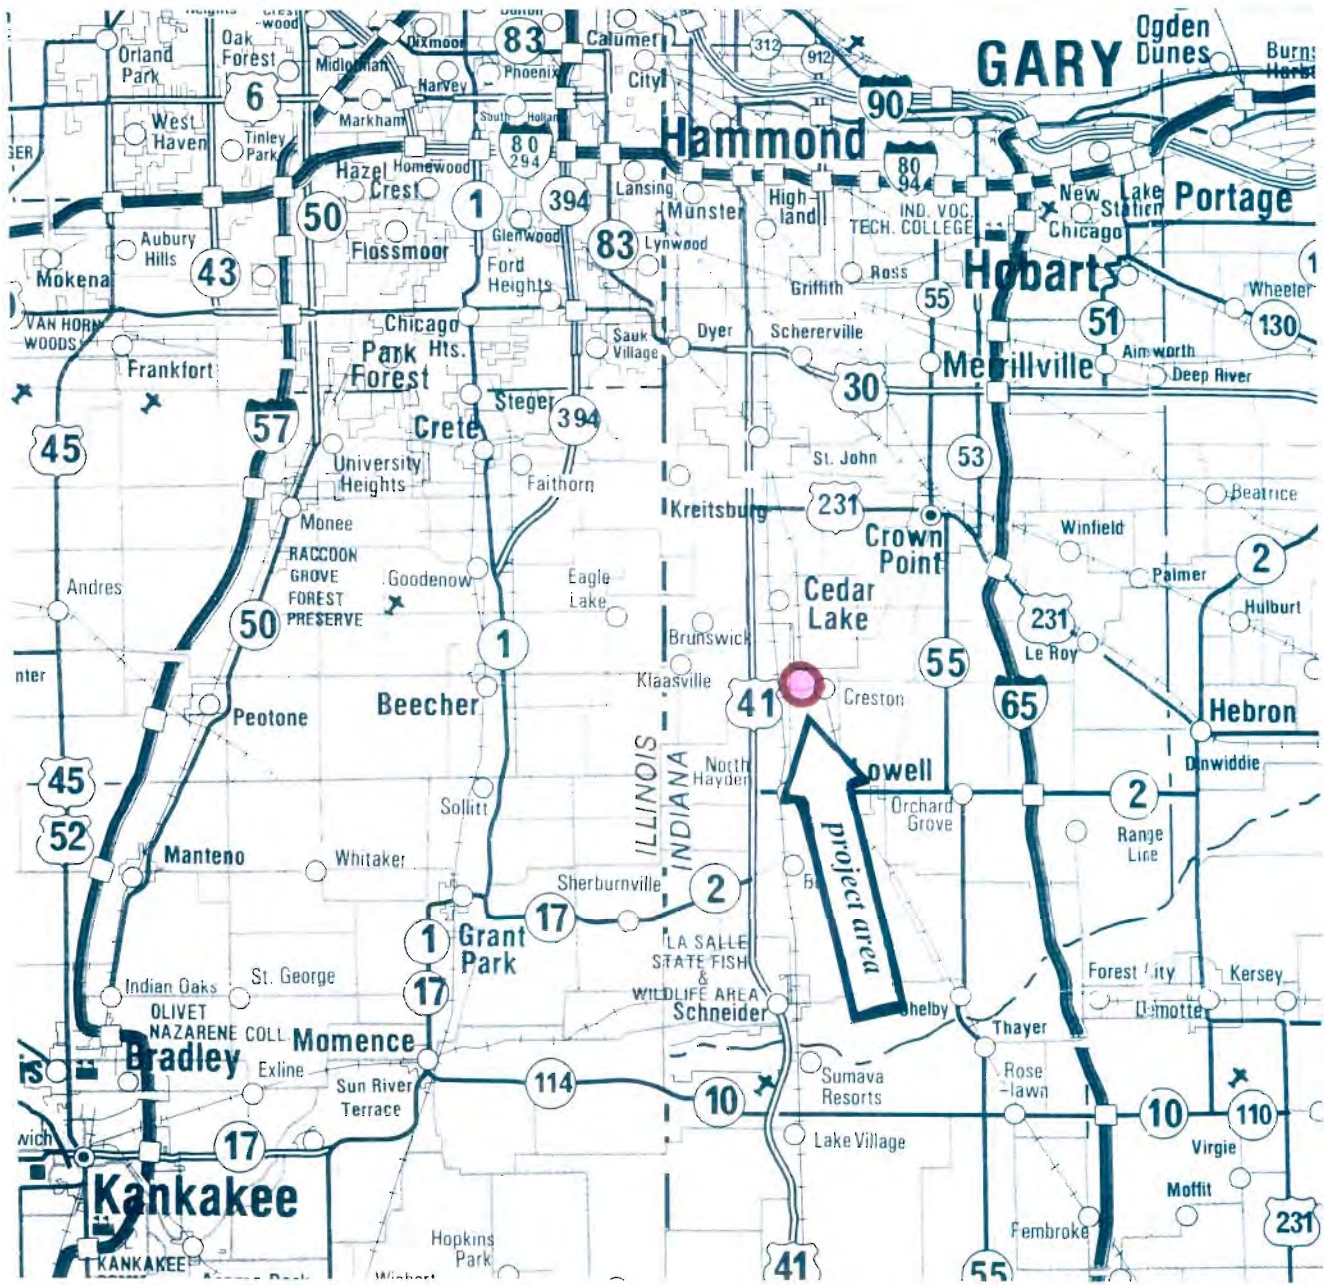 Crest-
wood
Dixmoor
83
Calumet
City
312
912
GARY
Ogden
Dunes
Orland
Park
Oak
Forest
Midlothian
Harvey
Phoenix
6
Markham
South Holland
90
West
Haven
Tinley
Park
Hazel
Crest
Homewood
80
294
Hammond
80
94
Lansing
Munster
High-
land
IND. VOC.
TECH. COLLEGE
New
Chicago
Lake
Station
Portage
50
1
394
Flossmoor
Glenwood
83
Lynwood
Aubury
Hills
43
Mokena
Ford
Heights
Griffith
Ross
Hobart
55
51
Wheeler
130
VAN HORN
WOODS
Chicago
Hts.
Sauk
Village
Dyer
Schererville
Frankfort
Park
Forest
Merrillville
Ainsworth
Deep River
30
Steger
394
Crete
57
45
University
Heights
Faithorn
St. John
53
Kreitsburg
231
Crown
Point
Beatrice
Winfield
Monee
RACCOON
GROVE
FOREST
PRESERVE
Goodenow
Eagle
Lake
Cedar
Lake
Palmer
2
Hulburt
Andres
50
1
Brunswick
55
231
Le Roy
Klaasville
nter
Peotone
Beecher
41
Creston
65
Hebron
ILLINOIS
INDIANA
North
Hayden
Lowell
Dinwiddie
45
52
Sollitt
Orchard
Grove
2
Range
Line
project area
Manteno
Whitaker
Sherburnville
2
17
1
17
Grant
Park
LA SALLE
STATE FISH
&
WILDLIFE AREA
Schneider
Indian Oaks
St. George
OLIVET
NAZARENE COLL.
Shelby
Forest City
Kersey
Demotte
Thayer
Bradley
Momence
Exline
Sun River
Terrace
114
10
Sumava
Resorts
Rose
-lawn
10
110
17
Lake Village
Virgie
Kankakee
Moffit
231
Pembroke
Hopkins
Park
KANKAKEE
41
55